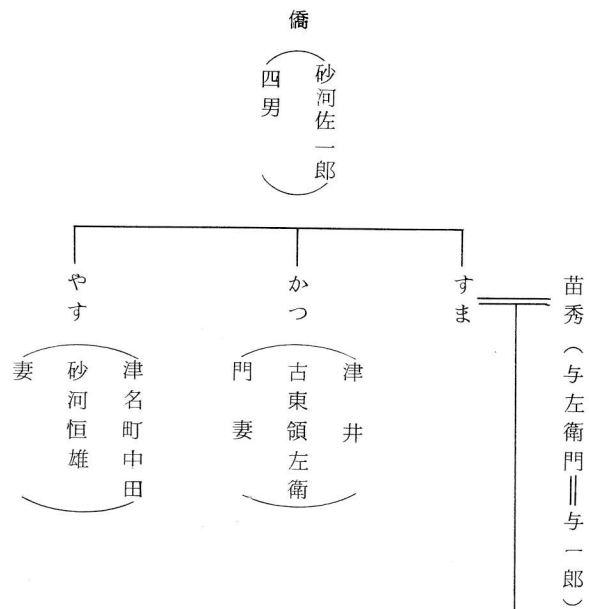 僑
砂河佐一郎
四男
苗秀(与左衛門=与一郎)
すま
かつ
津井
古東領左衛
門妻
やす
津名町中田
砂河恒雄
妻